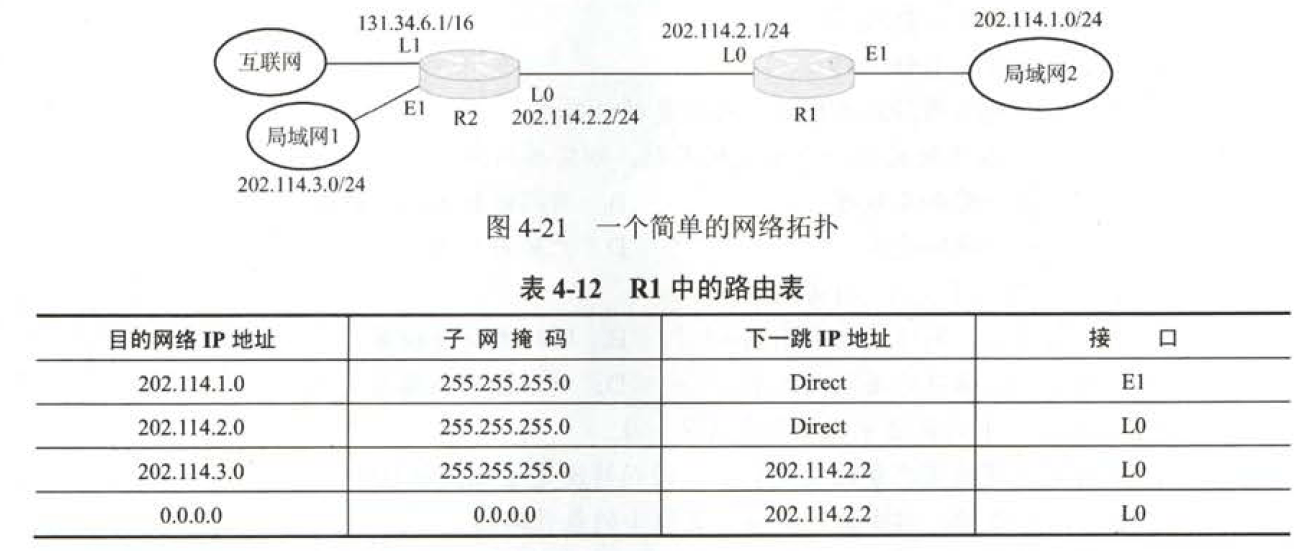 131.34.6.1/16
202.114.2.1/24
202.114.1.0/24
互联网
L1
L0
E1
局域网2
E1
R2
L0
R1
局域网1
202.114.2.2/24
202.114.3.0/24
图 4-21 一个简单的网络拓扑
表 4-12 R1 中的路由表
目的网络 IP 地址 子 网 掩 码 下一跳 IP 地址 接 口
202.114.1.0 255.255.255.0 Direct E1
202.114.2.0 255.255.255.0 Direct L0
202.114.3.0 255.255.255.0 202.114.2.2 L0
0.0.0.0 0.0.0.0 202.114.2.2 L0